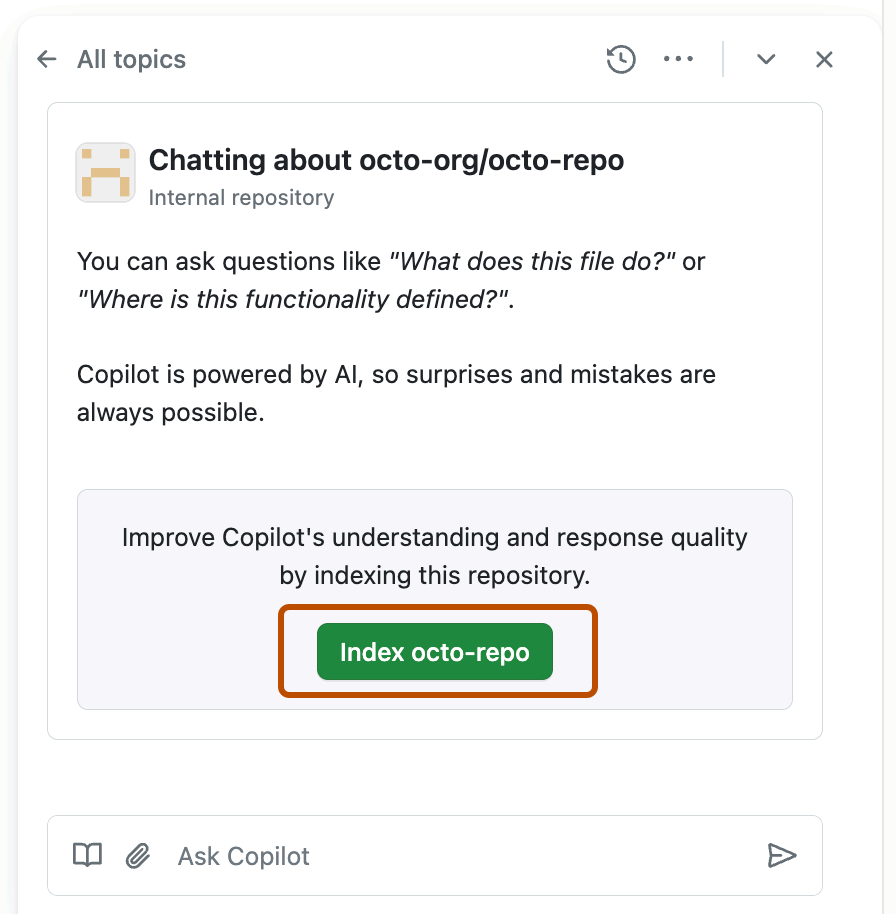 All topics
Chatting about octo-org/octo-repo
Internal repository
You can ask questions like "What does this file do?" or
"Where is this functionality defined?".
Copilot is powered by AI, so surprises and mistakes are
always possible.
Improve Copilot's understanding and response quality
by indexing this repository.
Index octo-repo
Ask Copilot